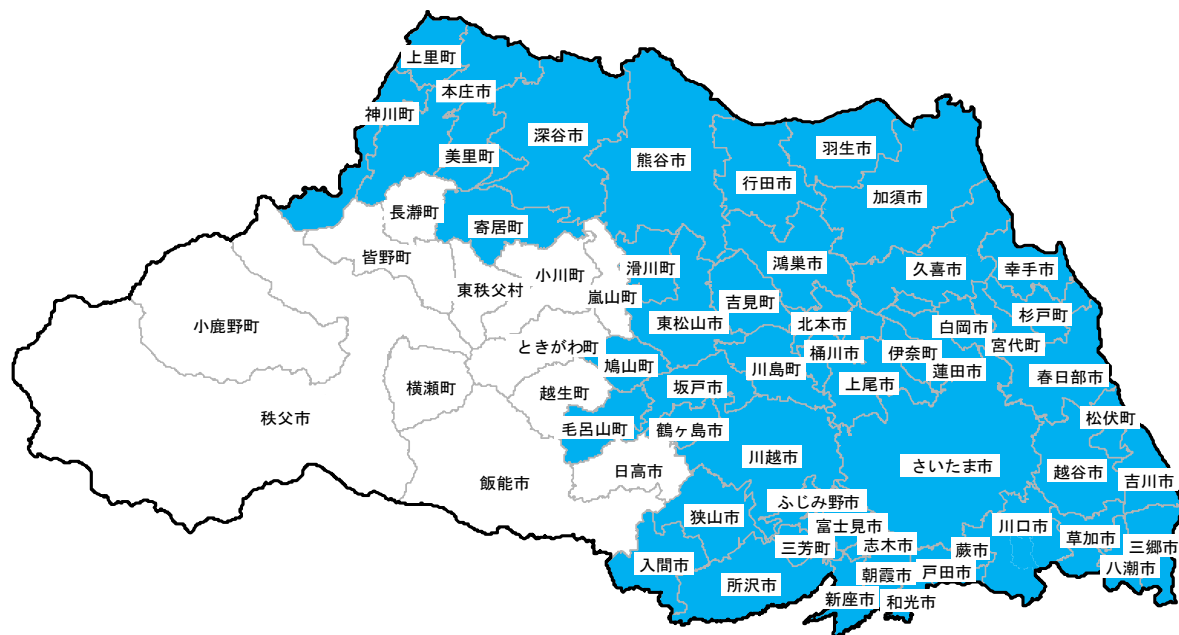 上里町
本庄市
神川町
深谷市
羽生市
美里町
熊谷市
行田市
加須市
長瀞町
寄居町
皆野町
小川町
滑川町
鴻巣市
久喜市
幸手市
東秩父村
嵐山町
吉見町
杉戸町
小鹿野町
東松山市
北本市
白岡市
宮代町
ときがわ町
桶川市
伊奈町
鳩山町
川島町
蓮田市
春日部市
横瀬町
越生町
坂戸市
上尾市
秩父市
松伏町
毛呂山町
鶴ヶ島市
川越市
さいたま市
日高市
越谷市
吉川市
飯能市
ふじみ野市
狭山市
富士見市
川口市
草加市
三芳町
志木市
蕨市
三郷市
入間市
所沢市
朝霞市
戸田市
八潮市
新座市
和光市